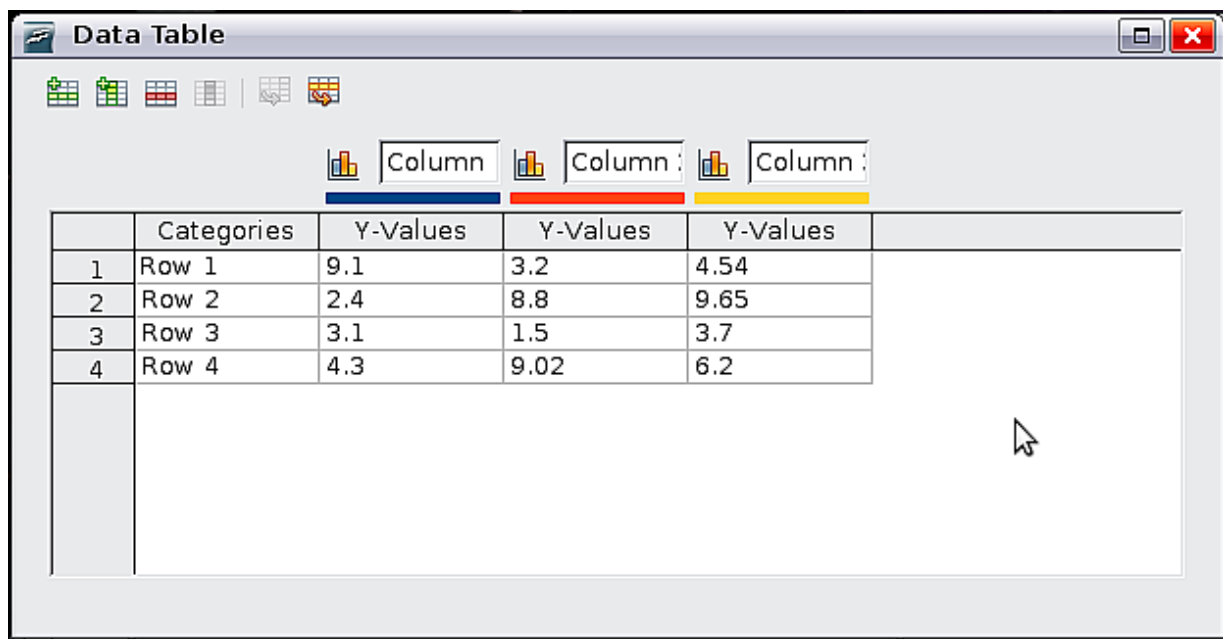 Data Table
Column Column Column
Categories Y-Values Y-Values Y-Values
1 Row 1 9.1 3.2 4.54
2 Row 2 2.4 8.8 9.65
3 Row 3 3.1 1.5 3.7
4 Row 4 4.3 9.02 6.2